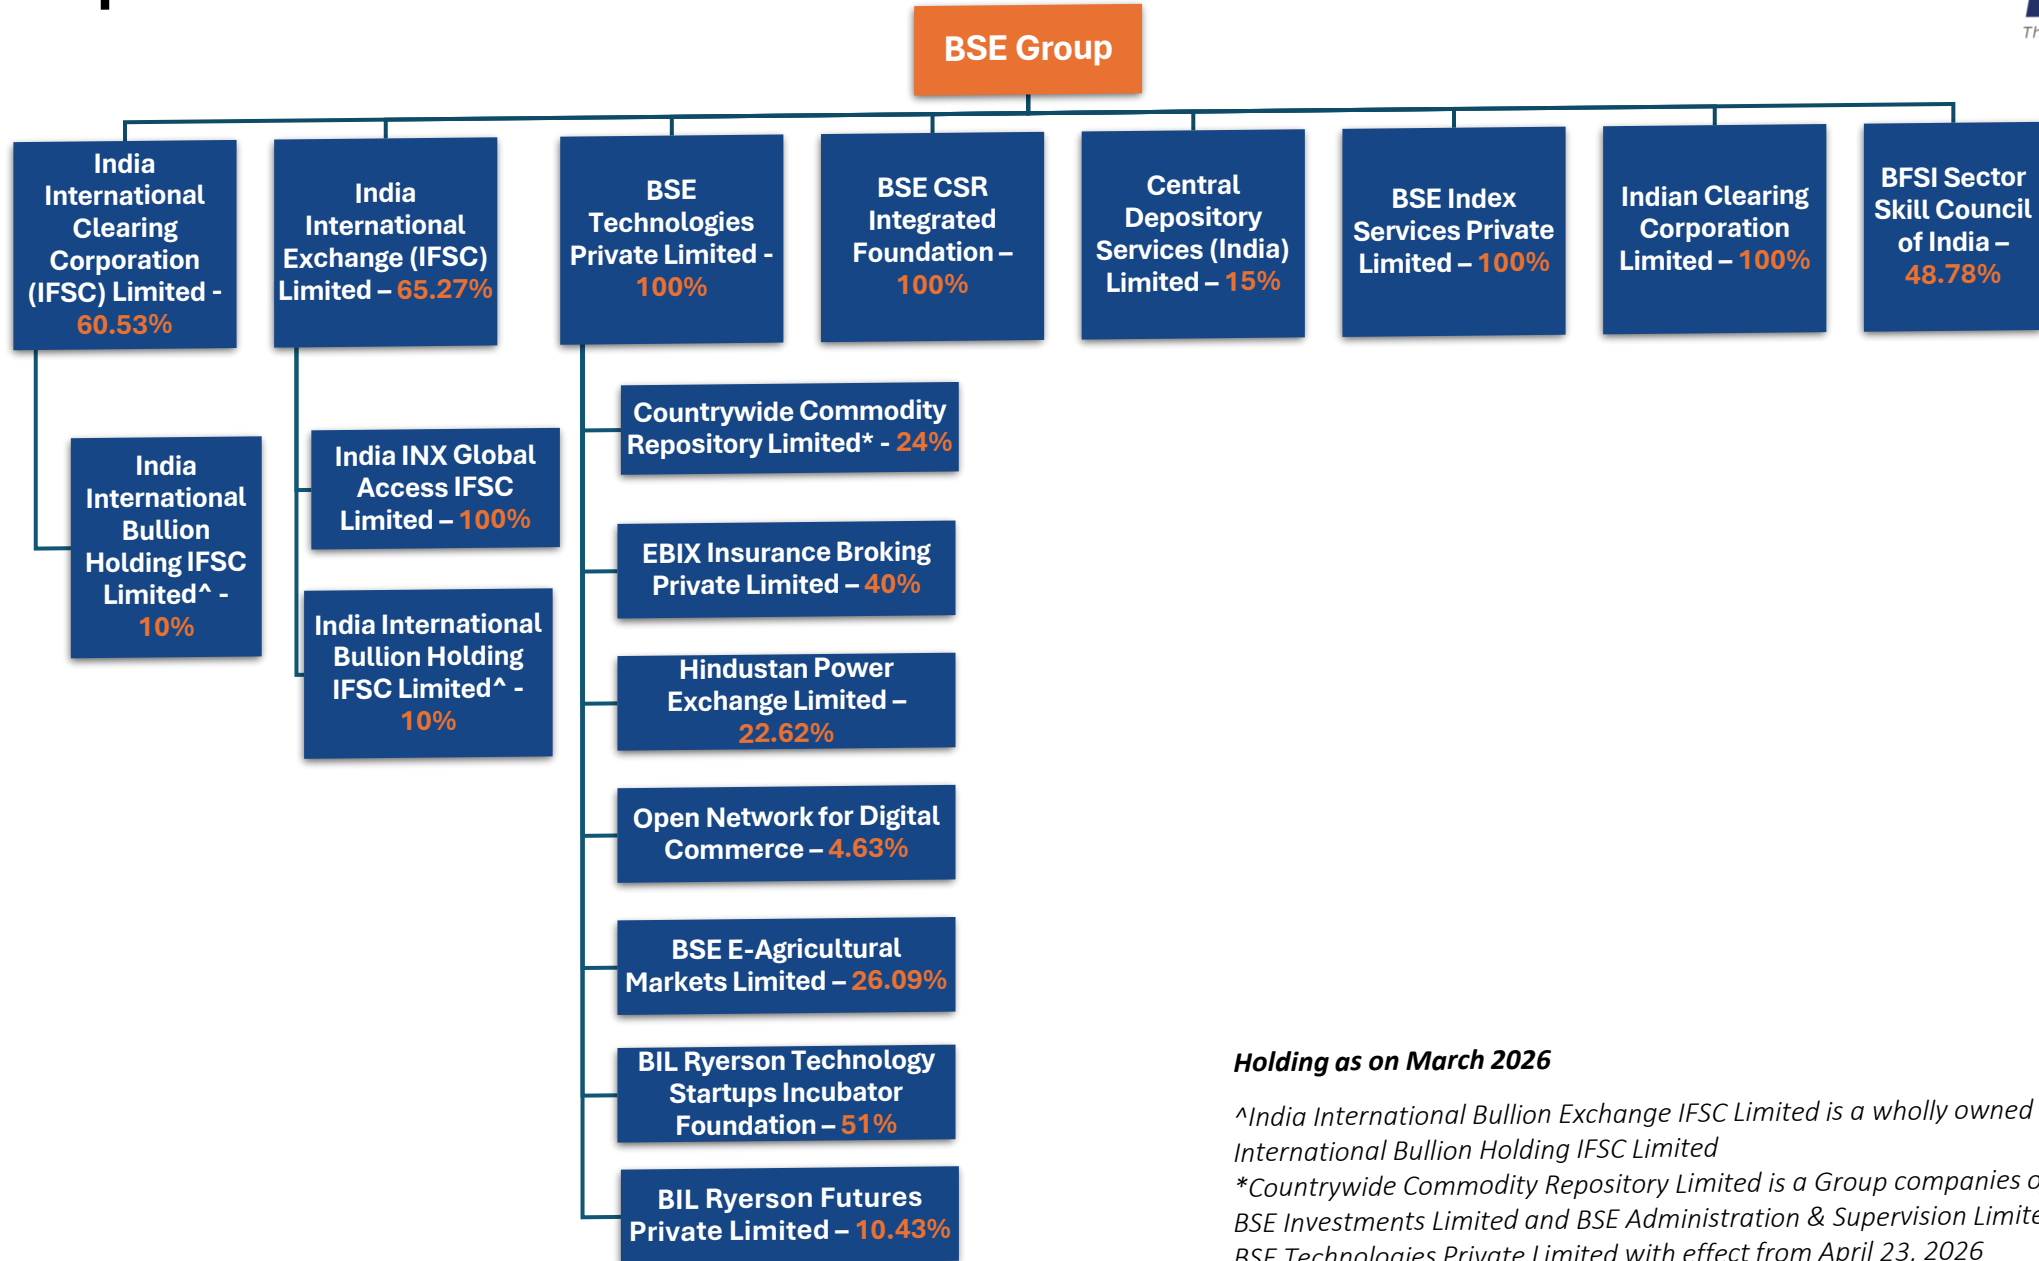 BSE Group
India
International
Clearing
Corporation
(IFSC) Limited -
60.53%
India
International
Exchange (IFSC)
Limited – 65.27%
BSE
Technologies
Private Limited -
100%
BSE CSR
Integrated
Foundation –
100%
Central
Depository
Services (India)
Limited – 15%
BSE Index
Services Private
Limited – 100%
Indian Clearing
Corporation
Limited – 100%
BFSI Sector
Skill Council
of India –
48.78%
India
International
Bullion
Holding IFSC
Limited^ -
10%
India INX Global
Access IFSC
Limited – 100%
India International
Bullion Holding
IFSC Limited^ -
10%
Countrywide Commodity
Repository Limited* - 24%
EBIX Insurance Broking
Private Limited – 40%
Hindustan Power
Exchange Limited –
22.62%
Open Network for Digital
Commerce – 4.63%
BSE E-Agricultural
Markets Limited – 26.09%
BIL Ryerson Technology
Startups Incubator
Foundation – 51%
BIL Ryerson Futures
Private Limited – 10.43%
Holding as on March 2026
^India International Bullion Exchange IFSC Limited is a wholly owned
International Bullion Holding IFSC Limited
*Countrywide Commodity Repository Limited is a Group companies
BSE Investments Limited and BSE Administration & Supervision
BSE Technologies Private Limited with effect from April 23, 2026